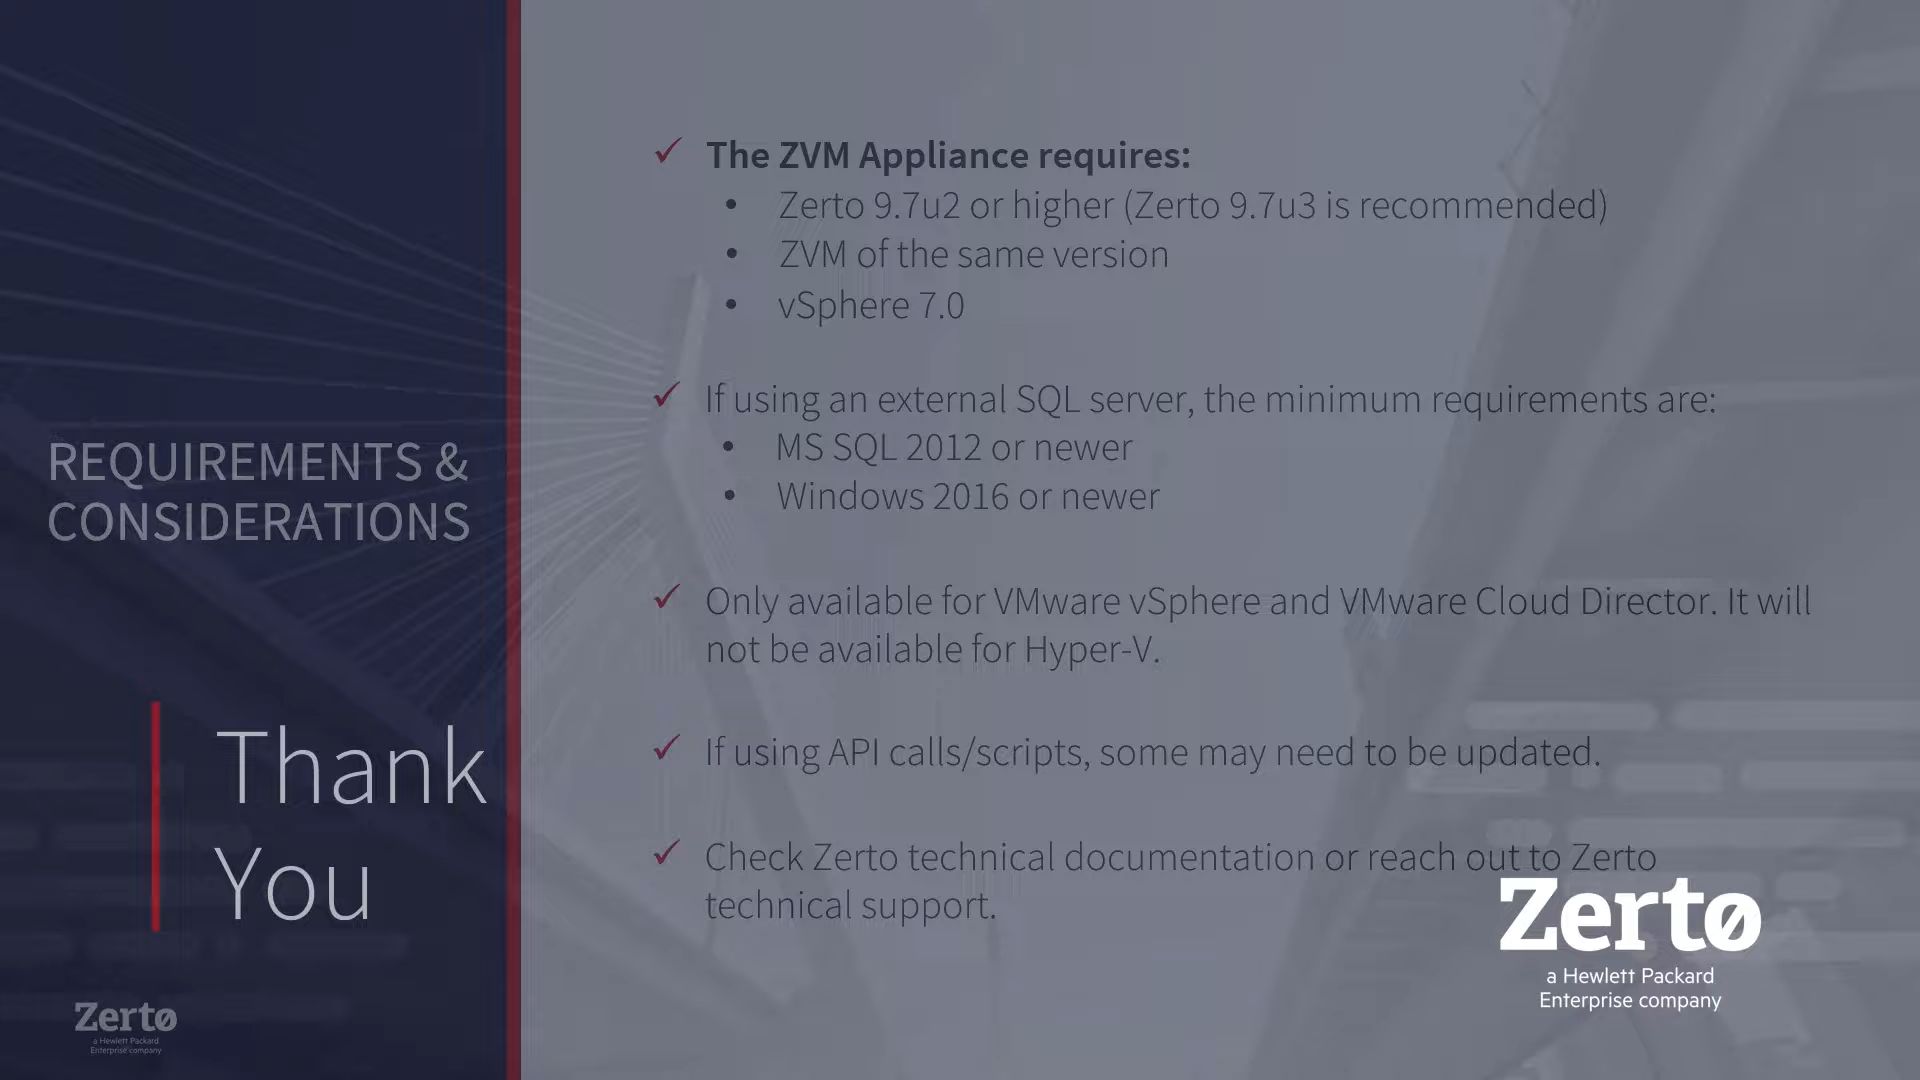 REQUIREMENTS &
CONSIDERATIONS
✓ The ZVM Appliance requires:
• Zerto 9.7u2 or higher (Zerto 9.7u3 is recommended)
• ZVM of the same version
• vSphere 7.0
✓ If using an external SQL server, the minimum requirements are:
• MS SQL 2012 or newer
• Windows 2016 or newer
✓ Only available for VMware vSphere and VMware Cloud Director. It will
not be available for Hyper-V.
✓ If using API calls/scripts, some may need to be updated.
✓ Check Zerto technical documentation or reach out to Zerto
technical support.
Thank
You
Zerto
a Hewlett Packard
Enterprise company
Zerto
a Hewlett Packard
Enterprise company